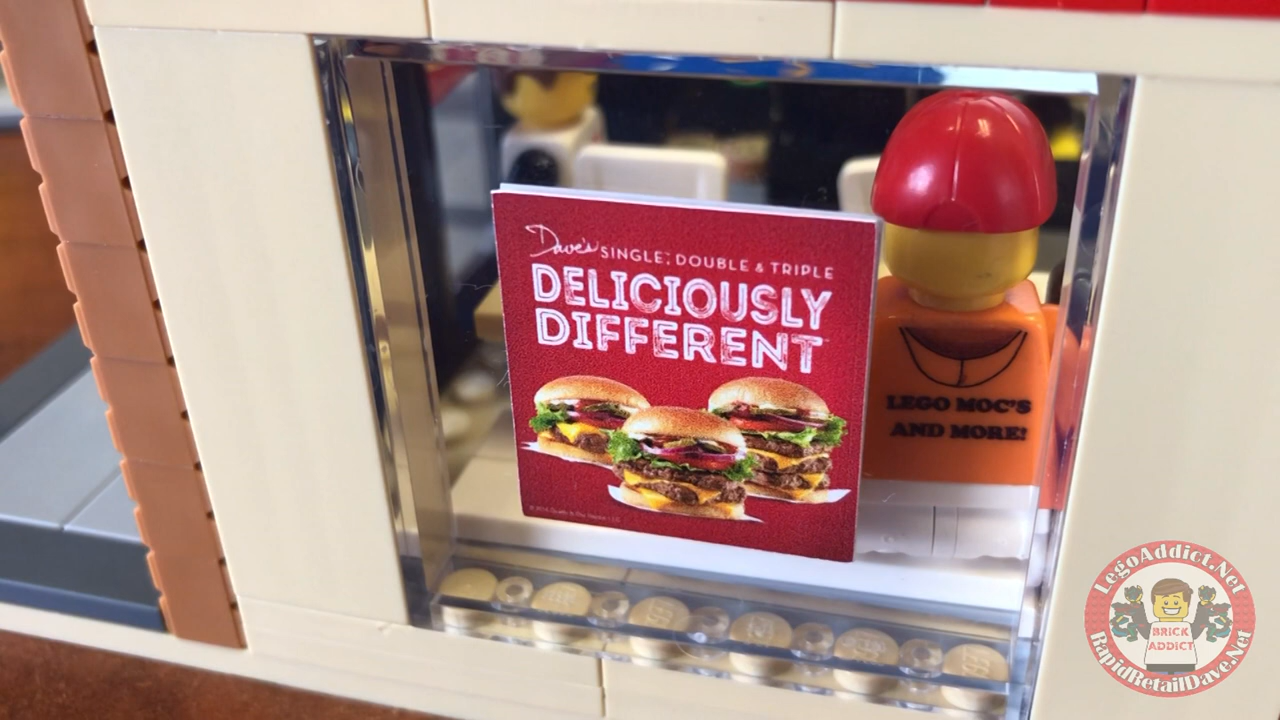 Dave's SINGLE, DOUBLE & TRIPLE
DELICIOUSLY
DIFFERENT
LEGO MOC'S
AND MORE!
LegoAddict.Net
BRICK
ADDICT
RapidRetailDave.Net